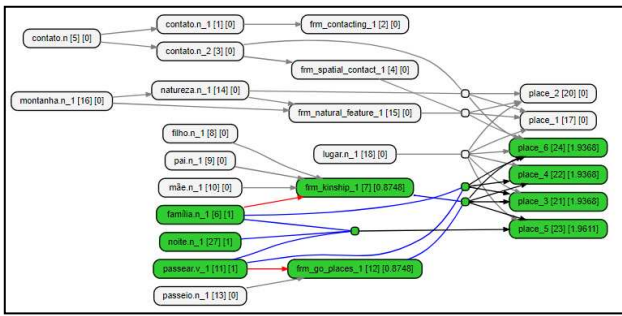 contato.n [5] [0]
contato.n_1 [1] [0]
frm_contacting_1 [2] [0]
contato.n_2 [3] [0]
frm_spatial_contact_1 [4] [0]
montanha.n_1 [16] [0]
natureza.n_1 [14] [0]
frm_natural_feature_1 [15] [0]
place_2 [20] [0]
place_1 [17] [0]
filho.n_1 [8] [0]
pai.n_1 [9] [0]
mãe.n_1 [10] [0]
lugar.n_1 [18] [0]
frm_kinship_1 [7] [0.8748]
place_6 [24] [1.9368]
place_4 [22] [1.9368]
place_3 [21] [1.9368]
place_5 [23] [1.9611]
família.n_1 [6] [1]
noite.n_1 [27] [1]
passear.v_1 [11] [1]
frm_go_places_1 [12] [0.8748]
passeio.n_1 [13] [0]